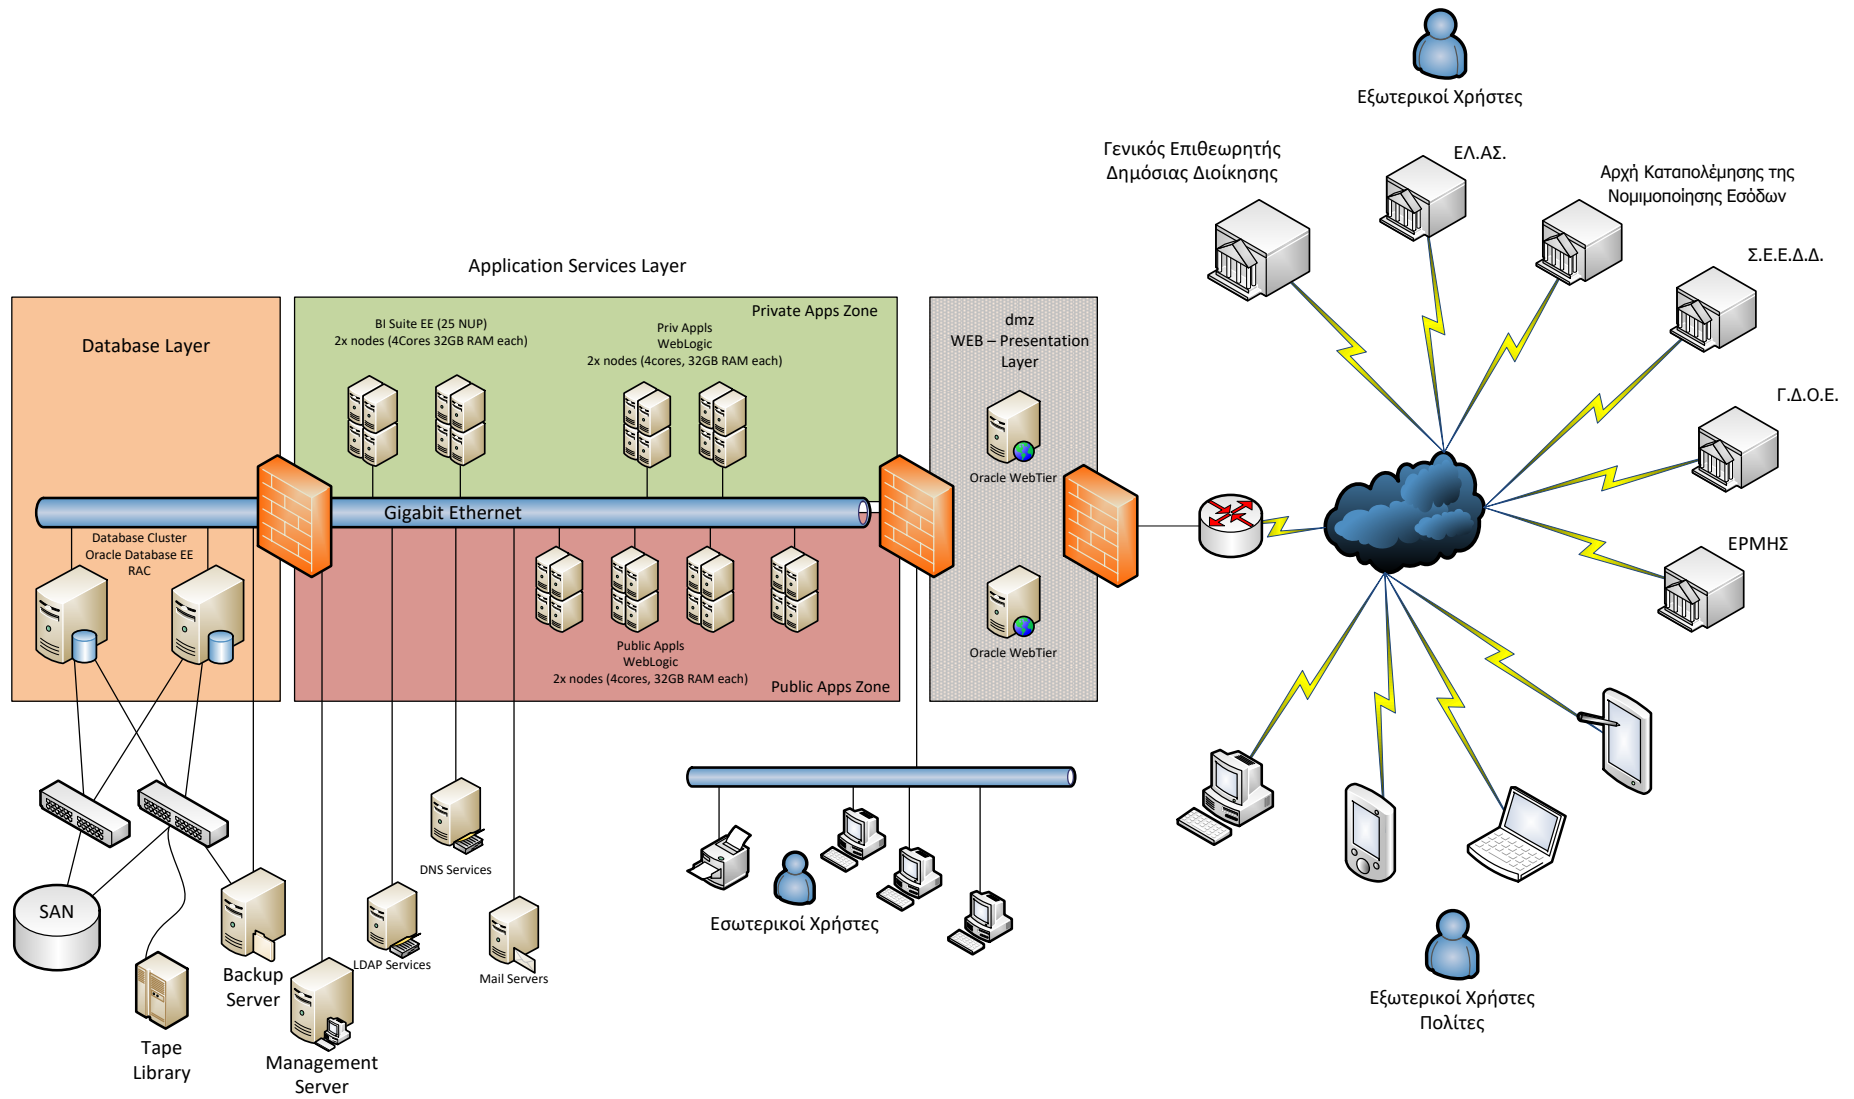 Εξωτερικοί Χρήστες
Γενικός Επιθεωρητής
Δημόσιας Διοίκησης
ΕΛ.ΑΣ.
Αρχή Καταπολέμησης της
Νομιμοποίησης Εσόδων
Σ.Ε.Ε.Δ.Δ.
Γ.Δ.Ο.Ε.
ΕΡΜΗΣ
Application Services Layer
Database Layer
BI Suite EE (25 NUP)
2x nodes (4Cores 32GB RAM each)
Priv Appls
WebLogic
2x nodes (4cores, 32GB RAM each)
Private Apps Zone
dmz
WEB – Presentation
Layer
Oracle WebTier
Gigabit Ethernet
Database Cluster
Oracle Database EE
RAC
Public Appls
WebLogic
2x nodes (4cores, 32GB RAM each)
Public Apps Zone
Oracle WebTier
SAN
Tape
Library
Backup
Server
Management
Server
LDAP Services
DNS Services
Mail Servers
Εσωτερικοί Χρήστες
Εξωτερικοί Χρήστες
Πολίτες